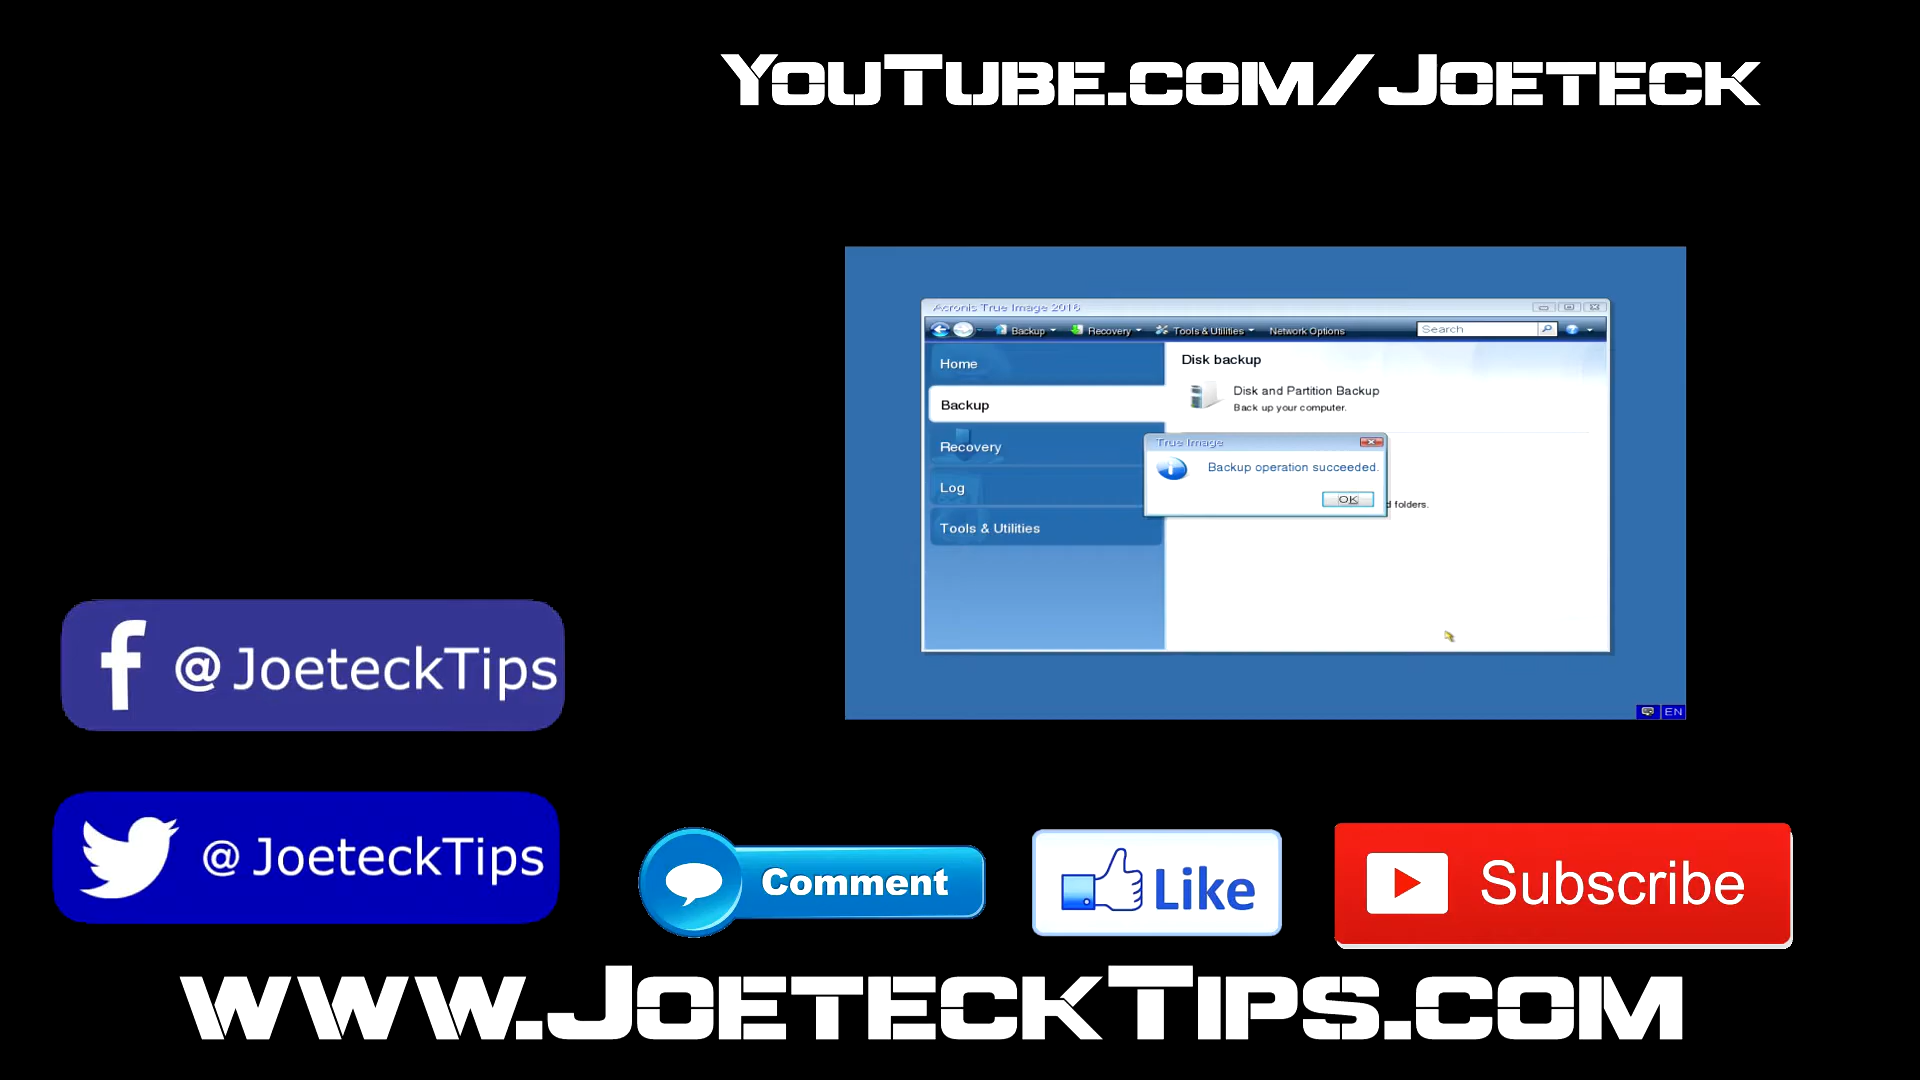 YouTube.com/Joeteck
Acronis True Image 2016
Backup
Recovery
Tools & Utilities
Network Options
Search
Home
Backup
Recovery
Log
Tools & Utilities
Disk backup
Disk and Partition Backup
Back up your computer.
True Image
Backup operation succeeded.
OK
d folders.
EN
f @JoeteckTips
@JoeteckTips
Comment
Like
Subscribe
www.JoeteckTips.com